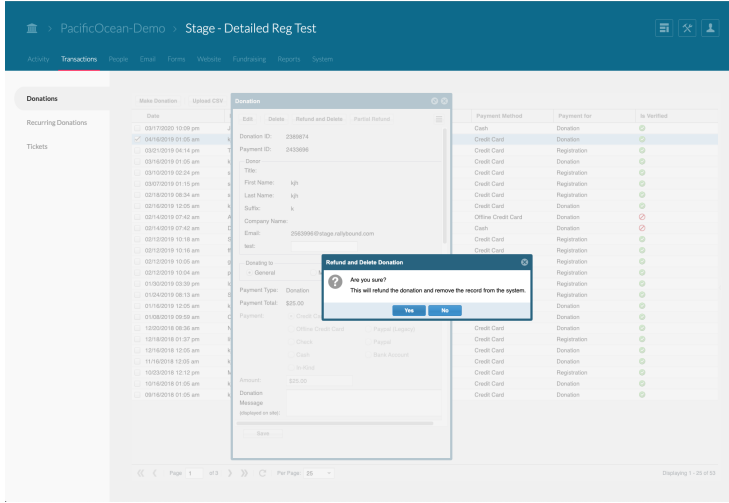 PacificOcean-Demo > Stage - Detailed Reg Test
Activity Transactions People Email Forms Website Fundraising Reports System
Donations
Recurring Donations
Tickets
Make Donation Upload CSV
Donation
Edit Delete Refund and Delete Partial Refund
Donation ID: 2369674
Payment ID: 2433696
Donor
Title:
First Name: kjh
Last Name: kjh
Suffix: k
Company Name:
Email: 2583996@stage.rallybound.com
test:
Donating to
General
Payment Type: Donation
Payment Total: $25.00
Payment: Credit
Offline Credit Card Paypal (Legacy)
Check Paypal
Cash Bank Account
In-Kind
Amount: $25.00
Donation
Message
(displayed on site):
Save
Refund and Delete Donation
Are you sure?
This will refund the donation and remove the record from the system.
Yes No
Date Payment Method Payment for Is Verified
03/17/2020 10:09 pm Cash Donation
04/16/2019 01:05 am Credit Card Donation
03/21/2019 04:14 pm Credit Card Registration
03/16/2019 01:05 am Credit Card Donation
03/10/2019 02:24 pm Credit Card Registration
03/07/2019 01:15 pm Credit Card Registration
02/18/2019 08:34 am Credit Card Registration
02/16/2019 12:05 am Credit Card Donation
02/14/2019 07:42 am Offline Credit Card Donation
02/14/2019 07:42 am Cash Donation
02/12/2019 10:18 am Credit Card Registration
02/12/2019 10:16 am Credit Card Registration
02/12/2019 10:05 am Credit Card Registration
02/12/2019 10:04 am Credit Card Registration
01/30/2019 03:39 pm Credit Card Registration
01/24/2019 08:13 am Credit Card Registration
01/16/2019 12:05 am Credit Card Donation
01/08/2019 09:59 am Credit Card Donation
12/20/2018 08:36 am Credit Card Donation
12/18/2018 01:37 pm Credit Card Registration
12/16/2018 12:05 am Credit Card Donation
11/16/2018 12:05 am Credit Card Donation
10/23/2018 12:12 pm Credit Card Registration
10/16/2018 01:05 am Credit Card Donation
09/16/2018 01:05 am Credit Card Donation
Page 1 of 3 Per Page 25
Displaying 1 - 25 of 53